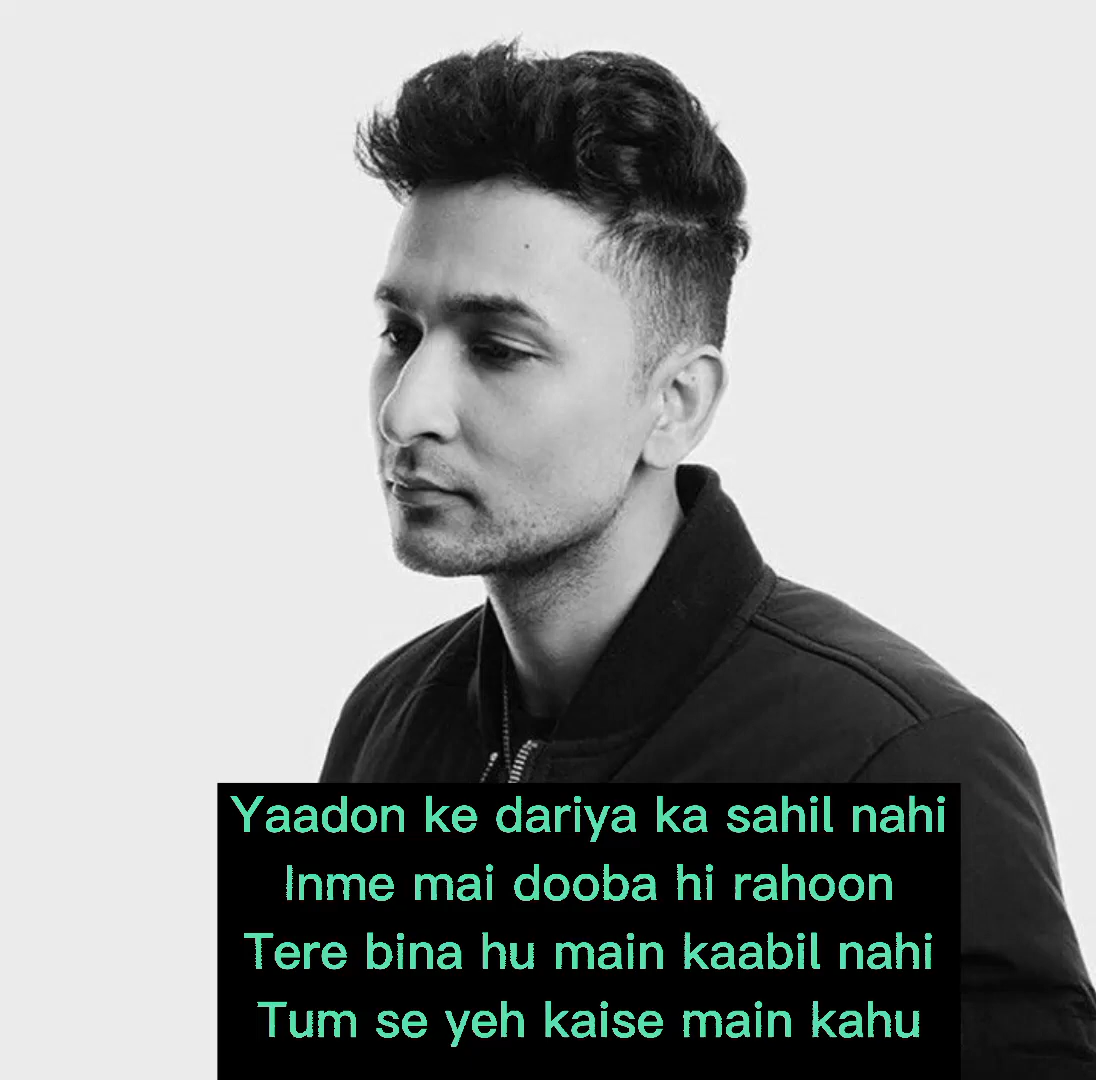 Yaadon ke dariya ka sahil nahi
Inme mai dooba hi rahoon
Tere bina hu main kaabil nahi
Tum se yeh kaise main kahu